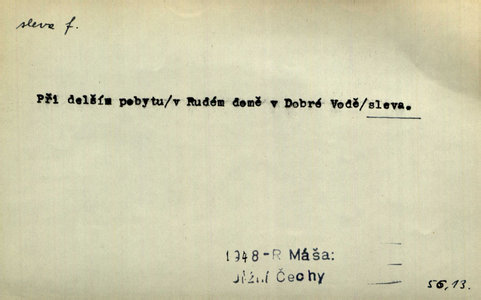 sleva f.
Při delším pobytu/v Rudém domě v Dobré Vodě/sleva.
1948-R Máša:
Jižní Čechy
56,13.